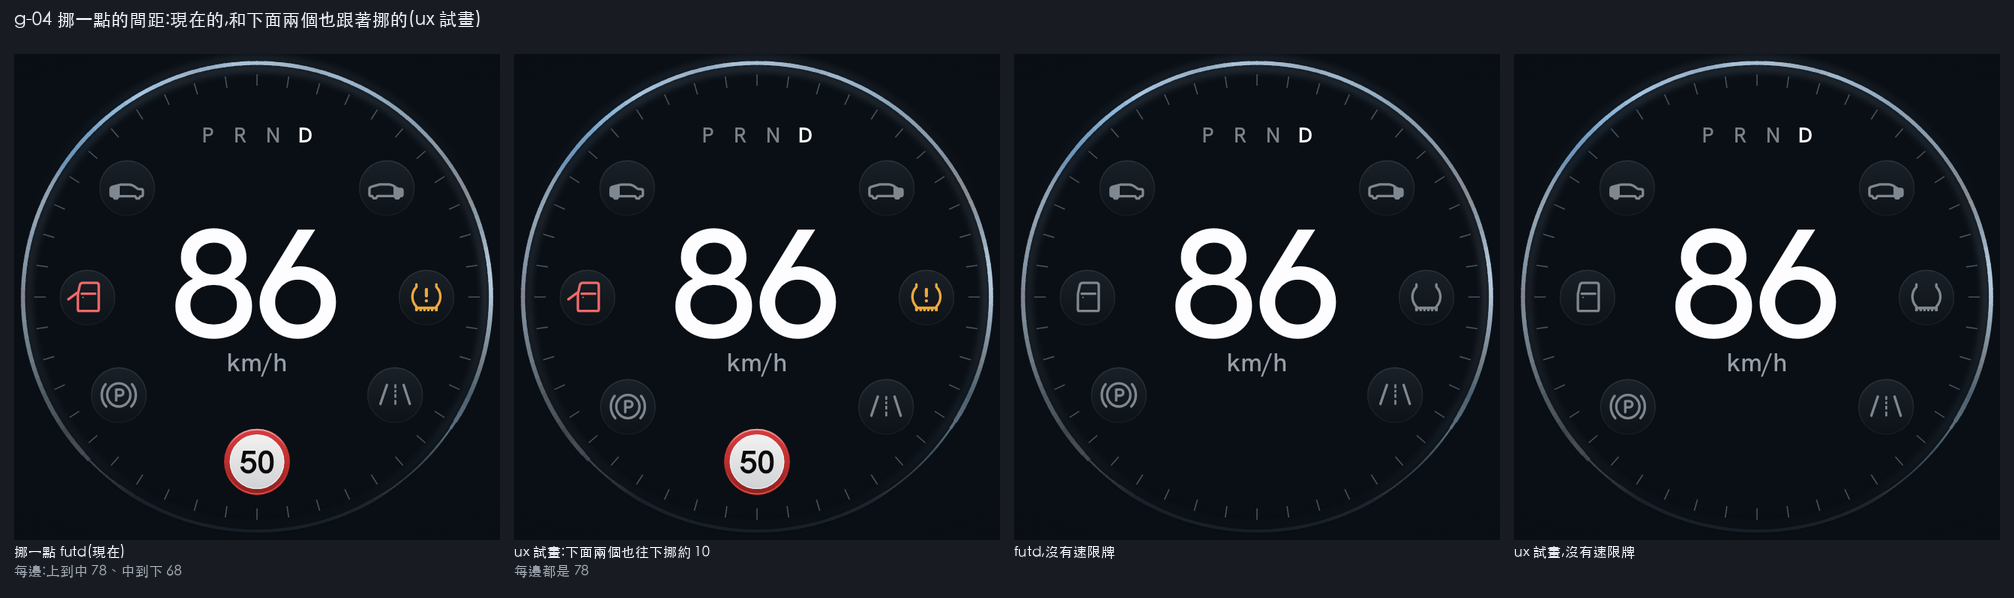 g-04 挪一點的間距:現在的,和下面兩個也跟著挪的(ux 試畫)
P R N D
86
km/h
P
50
挪一點 futd(現在)
每邊:上到中 78、中到下 68
P R N D
86
km/h
P
50
ux 試畫:下面兩個也往下挪約 10
每邊都是 78
P R N D
86
km/h
P
futd,沒有速限牌
P R N D
86
km/h
P
ux 試畫,沒有速限牌